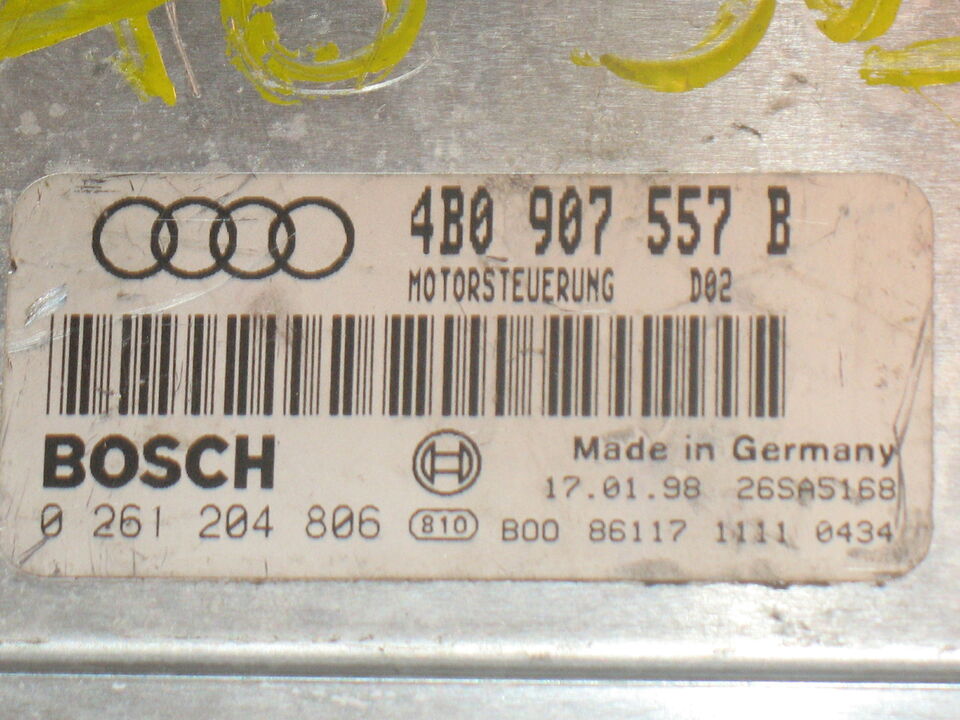 4B0 907 557 B
MOTORSTEUERUNG D02
BOSCH
Made in Germany
17.01.98 26SA5168
0 261 204 806 810 B00 86117 1111 0434